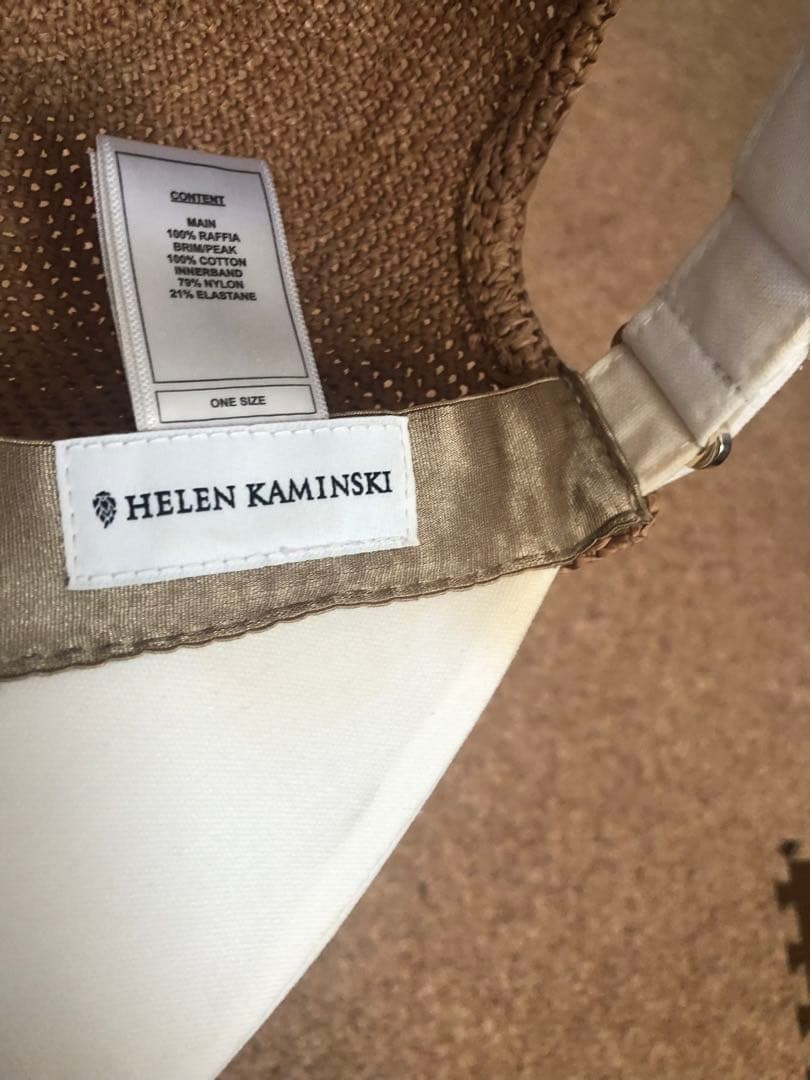 CONTENT
MAIN
100% RAFFIA
BRIM/PEAK
100% COTTON
INNERBAND
79% NYLON
21% ELASTANE
ONE SIZE
HELEN KAMINSKI